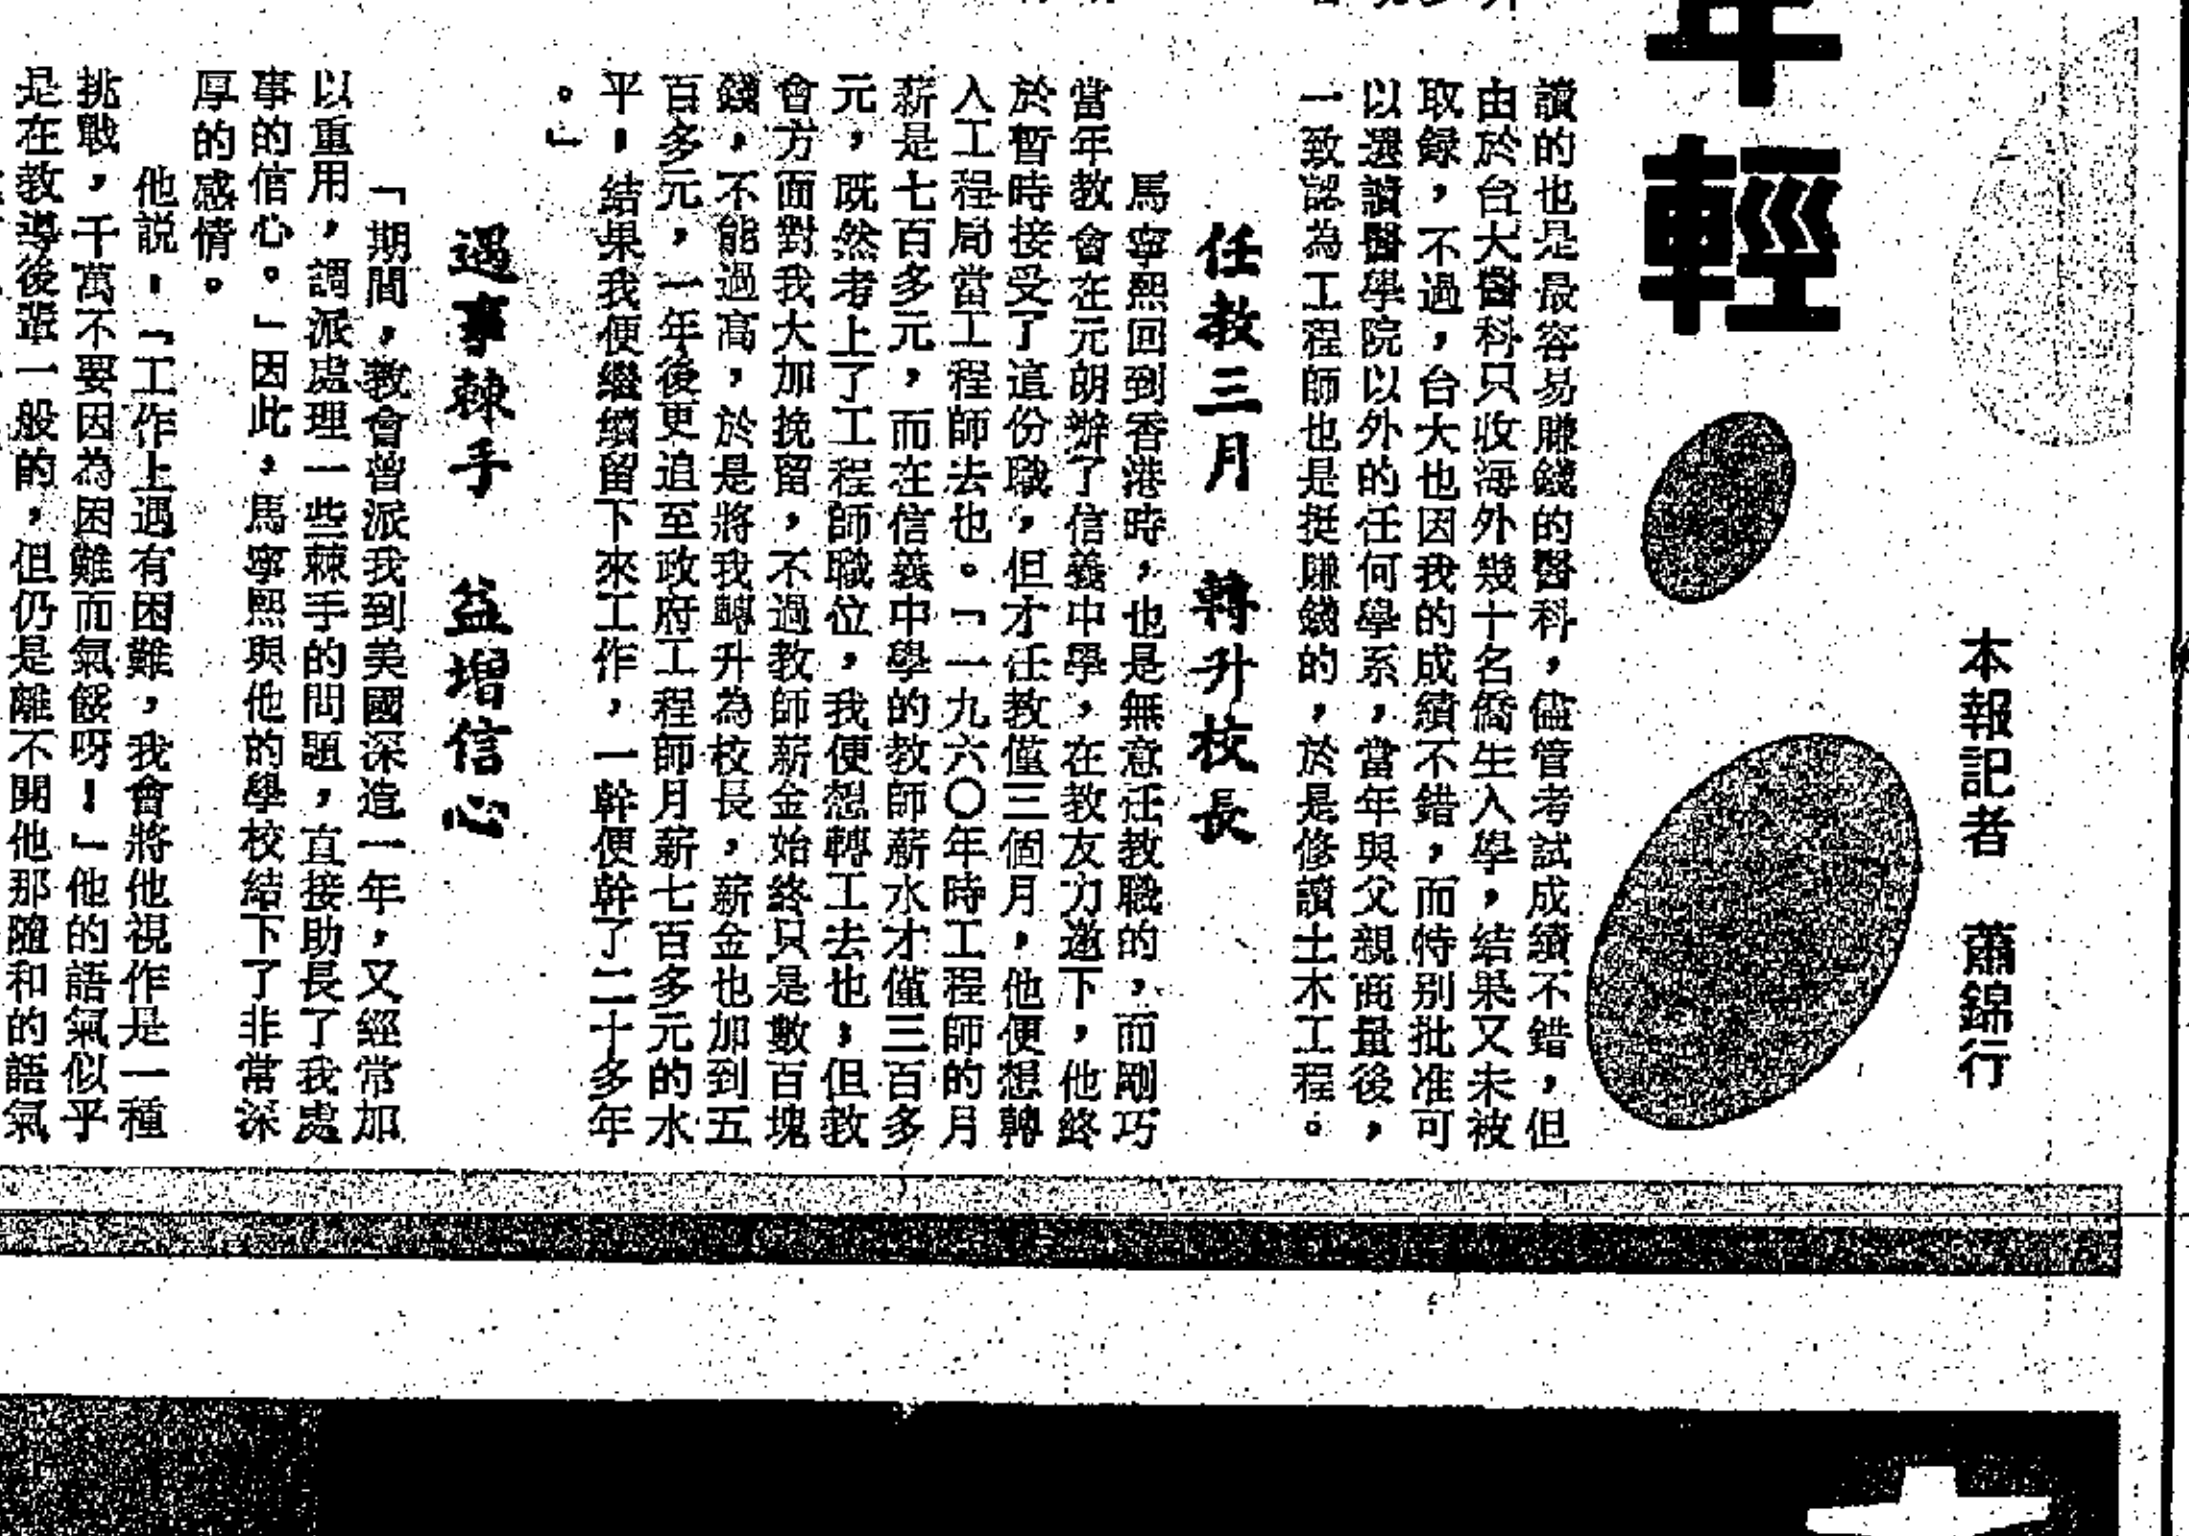 年輕
本報記者　蕭錦行
讀的也是最容易賺錢的醫科，儘管考試成績不錯，但
由於台大醫科只收海外幾十名僑生入學，結果又未被
取録，不過，台大也因我的成績不錯，而特别批准可
以選讀醫學院以外的任何學系，當年與父親商量後，
一致認為工程師也是挺賺錢的，於是修讀土木工程。
任教三月　轉升校長
馬寧熙回到香港時，也是無意任教職的，而剛巧
當年教會在元朗辦了信義中學，在教友力邀下，他終
於暫時接受了這份職，但才任教僅三個月，他便想轉
入工程局當工程師去也。「一九六〇年時工程師的月
薪是七百多元，而在信義中學的教師薪水才僅三百多
元，既然考上了工程師職位，我便想轉工去也；但教
會方面對我大加挽留，不過教師薪金始終只是數百塊
錢，不能過高，於是將我轉升為校長，薪金也加到五
百多元，一年後更追至政府工程師月薪七百多元的水
平，結果我便繼續留下來工作，一幹便幹了二十多年
。」
遇事棘手　益增信心
「期間，教會曾派我到美國深造一年，又經常加
以重用，調派處理一些棘手的問題，直接助長了我處
事的信心。」因此，馬寧熙與他的學校結下了非常深
厚的感情。
他説，「工作上遇有困難，我會將他視作是一種
挑戰，千萬不要因為困難而氣餒呀！」他的語氣似乎
是在教導後輩一般的，但仍是離不開他那隨和的語氣